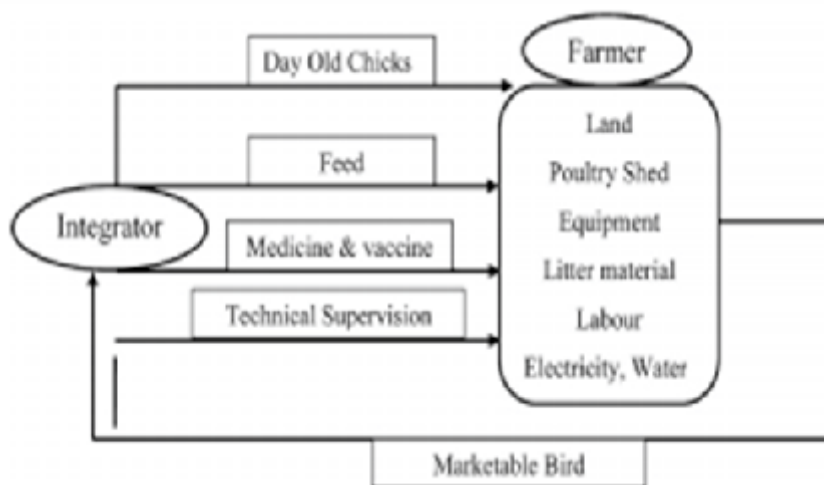 Day Old Chicks
Farmer
Land
Feed
Poultry Shed
Integrator
Equipment
Medicine & vaccine
Litter material
Technical Supervision
Labour
Electricity, Water
Marketable Bird